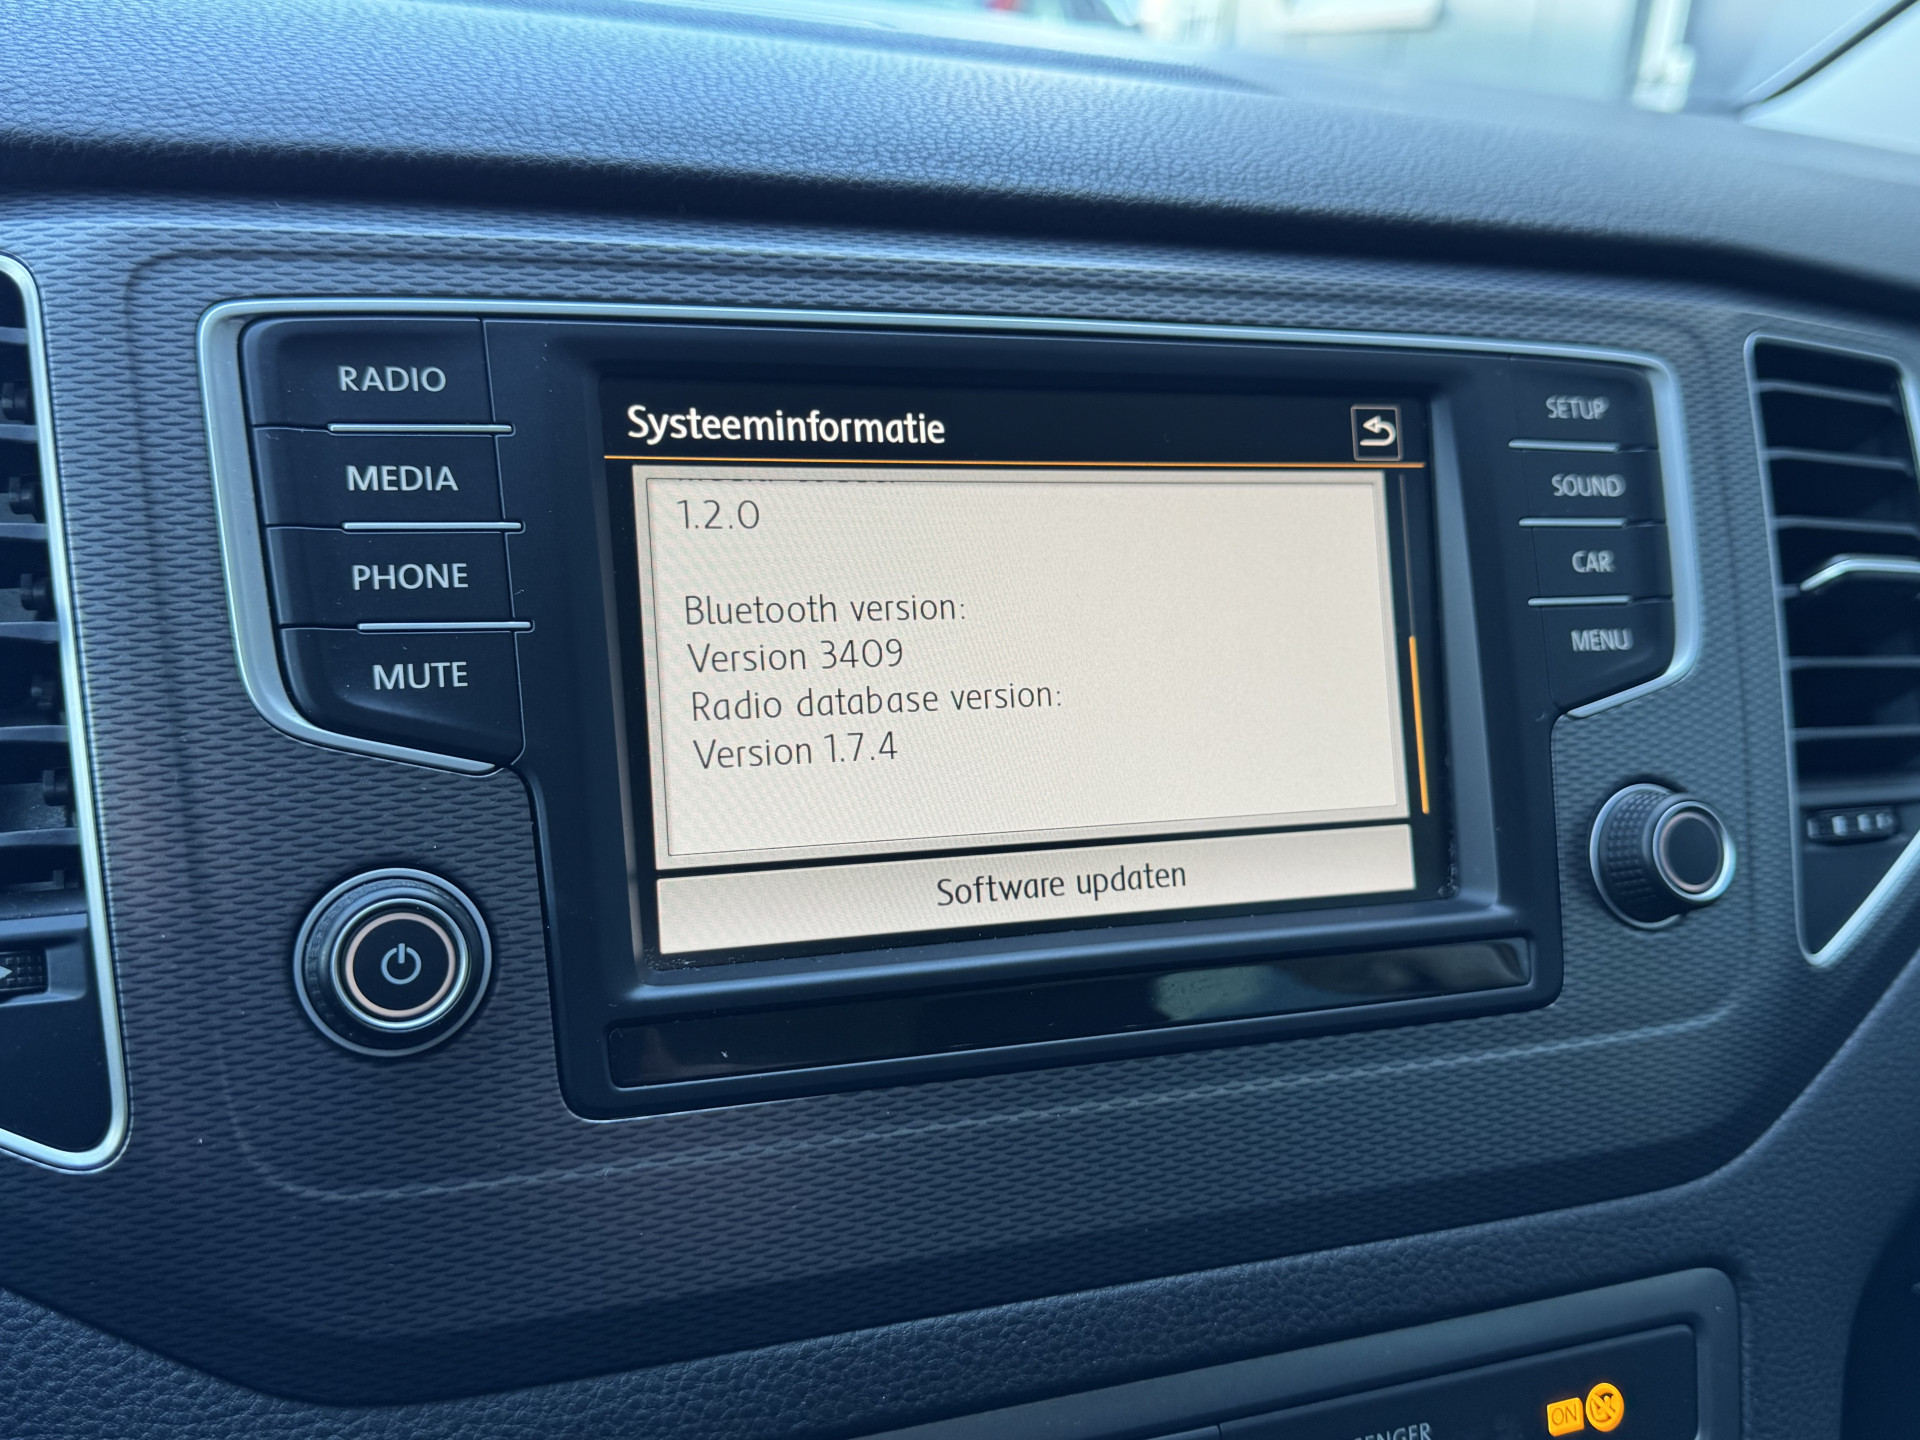 RADIO
MEDIA
PHONE
MUTE
Systeeminformatie
1.2.0
Bluetooth version:
Version 3409
Radio database version:
Version 1.7.4
Software updaten
SETUP
SOUND
CAR
MENU
ON